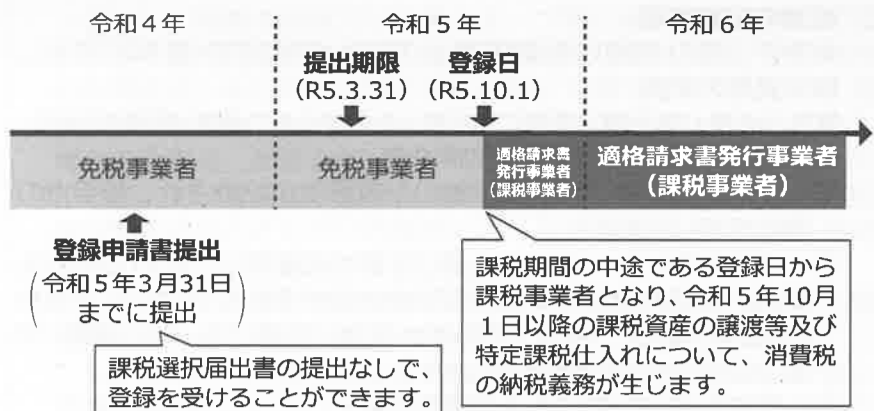 令和４年
令和５年
令和６年
提出期限
（R5.3.31）
登録日
（R5.10.1）
免税事業者
免税事業者
適格請求書
発行事業者
（課税事業者）
適格請求書発行事業者
（課税事業者）
登録申請書提出
（令和５年３月31日
までに提出）
課税選択届出書の提出なしで、
登録を受けることができます。
課税期間の中途である登録日から
課税事業者となり、令和５年10月
１日以降の課税資産の譲渡等及び
特定課税仕入れについて、消費税
の納税義務が生じます。